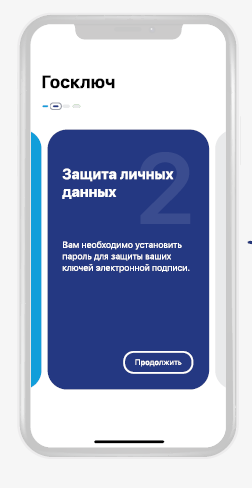 Госключ
2
Защита личных
данных
Вам необходимо установить
пароль для защиты ваших
ключей электронной подписи.
Продолжить